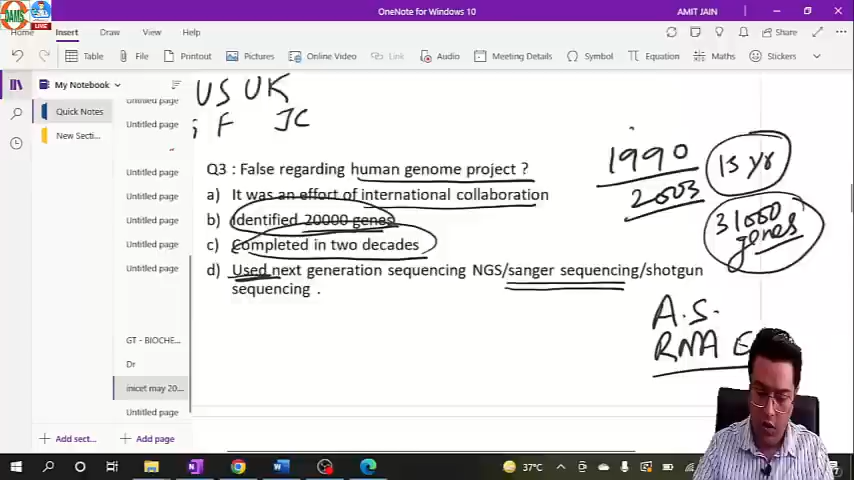 DAMS
LIVE
OneNote for Windows 10
AMIT JAIN
Home
Insert
Draw
View
Help
Share
Table
File
Printout
Pictures
Online Video
Link
Audio
Meeting Details
Symbol
Equation
Maths
Stickers
My Notebook
Quick Notes
New Secti...
Untitled page
Untitled page
Untitled page
Untitled page
Untitled page
Untitled page
Untitled page
GT - BIOCHE...
Dr
inicet may 20...
Untitled page
Add sect...
Add page
US UK
F JC
Q3 : False regarding human genome project ?
a) It was an effort of international collaboration
b) Identified 20000 genes
c) Completed in two decades
d) Used next generation sequencing NGS/sanger sequencing/shotgun
sequencing .
1990
2003
13 yr
31000
genes
A.S.
RNA
37°C